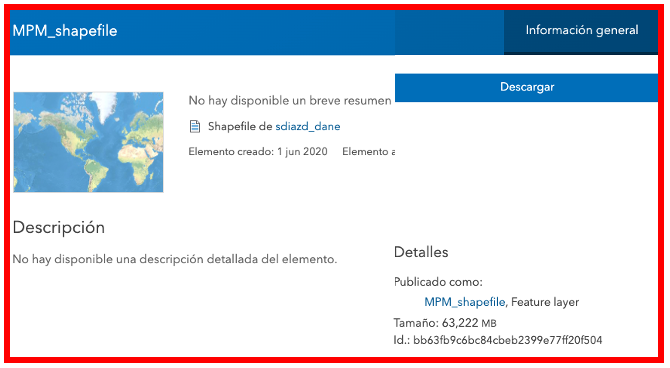 MPM_shapefile
Información general
Descargar
No hay disponible un breve resumen
Shapefile de sdiazd_dane
Elemento creado: 1 jun 2020 Elemento a
Descripción
No hay disponible una descripción detallada del elemento.
Detalles
Publicado como:
MPM_shapefile, Feature layer
Tamaño: 63,222 MB
Id.: bb63fb9c6bc84cbeb2399e77ff20f504